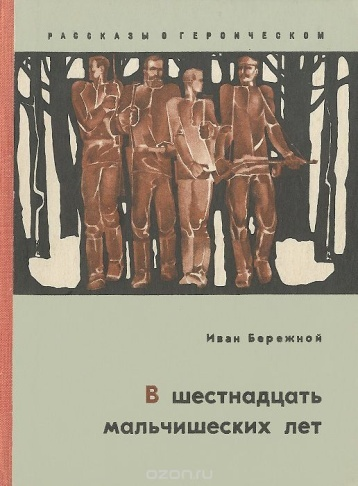 РАССКАЗЫ О ГЕРОИЧЕСКОМ
Иван Бережной
В шестнадцать
мальчишеских лет
ozon.ru